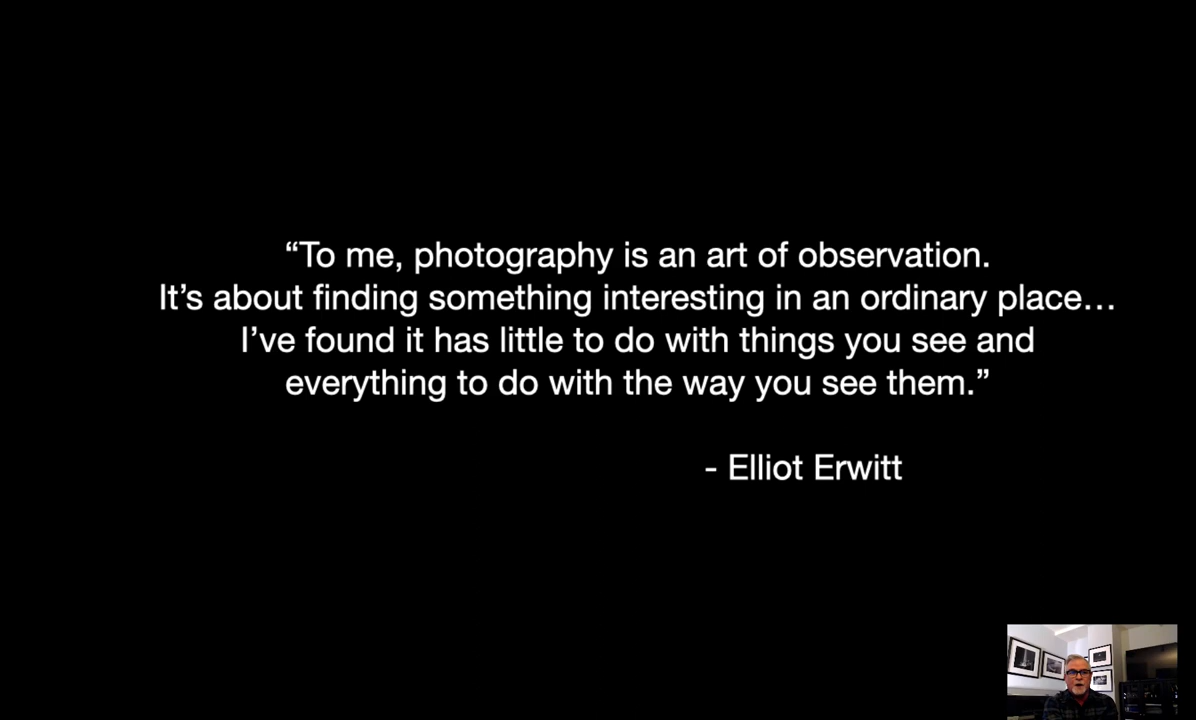 “To me, photography is an art of observation.
It’s about finding something interesting in an ordinary place…
I’ve found it has little to do with things you see and
everything to do with the way you see them.”
- Elliot Erwitt